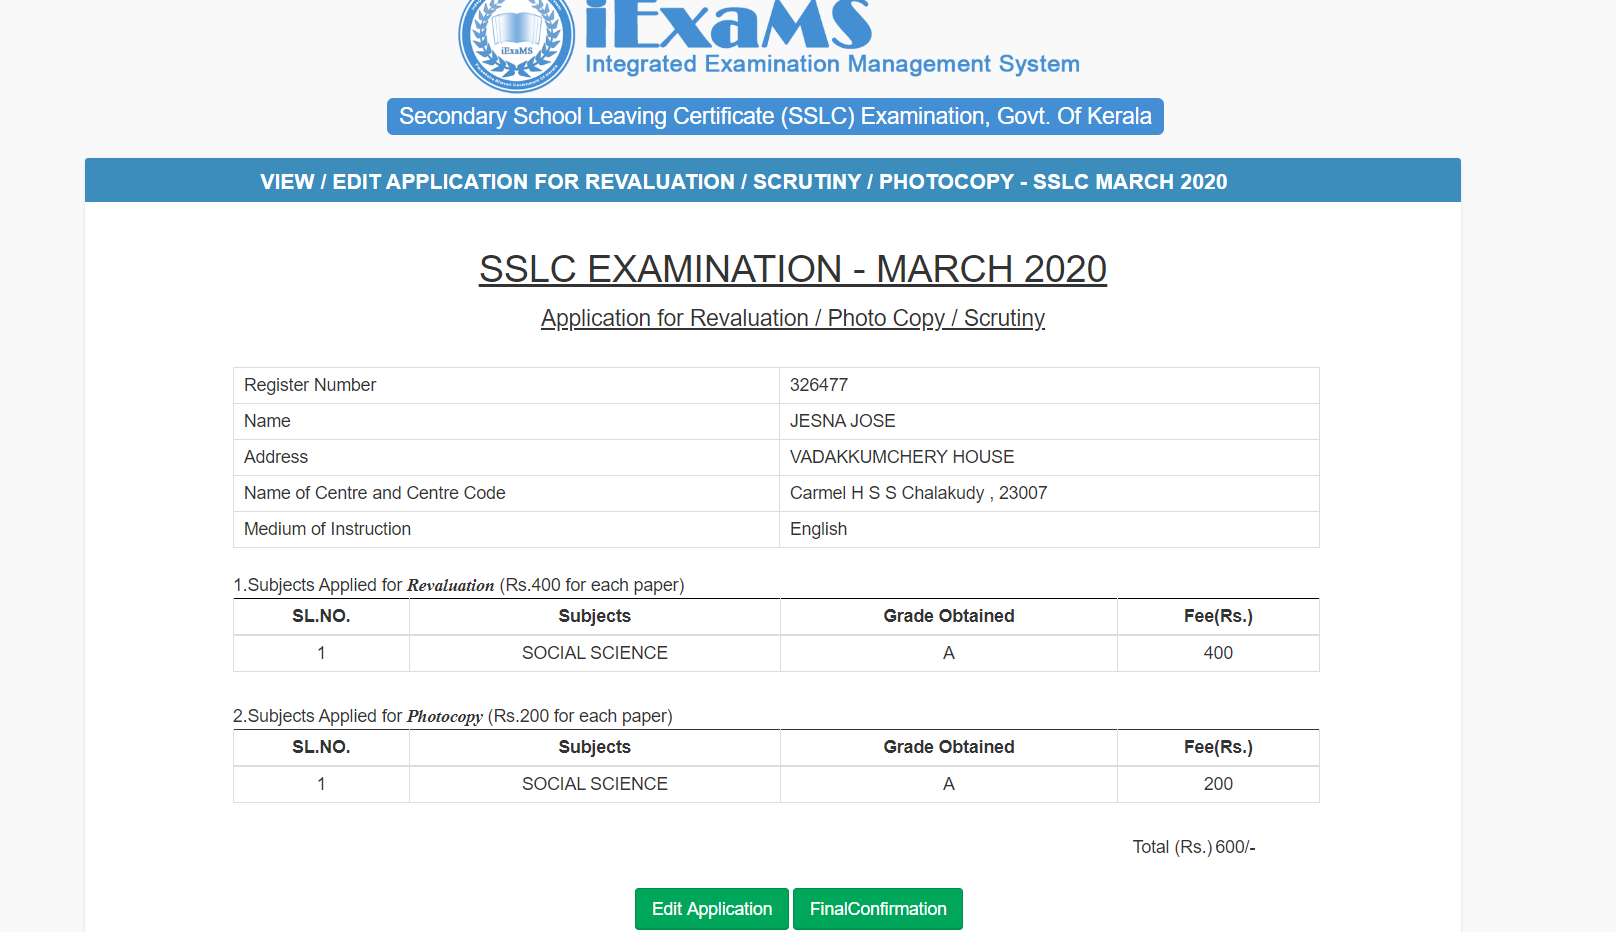 iExaMS
iExaMS
Integrated Examination Management System
Secondary School Leaving Certificate (SSLC) Examination, Govt. Of Kerala
VIEW / EDIT APPLICATION FOR REVALUATION / SCRUTINY / PHOTOCOPY - SSLC MARCH 2020
SSLC EXAMINATION - MARCH 2020
Application for Revaluation / Photo Copy / Scrutiny
Register Number 326477
Name JESNA JOSE
Address VADAKKUMCHERY HOUSE
Name of Centre and Centre Code Carmel H S S Chalakudy , 23007
Medium of Instruction English
1.Subjects Applied for Revaluation (Rs.400 for each paper)
SL.NO. Subjects Grade Obtained Fee(Rs.)
1 SOCIAL SCIENCE A 400
2.Subjects Applied for Photocopy (Rs.200 for each paper)
SL.NO. Subjects Grade Obtained Fee(Rs.)
1 SOCIAL SCIENCE A 200
Total (Rs.) 600/-
Edit Application FinalConfirmation